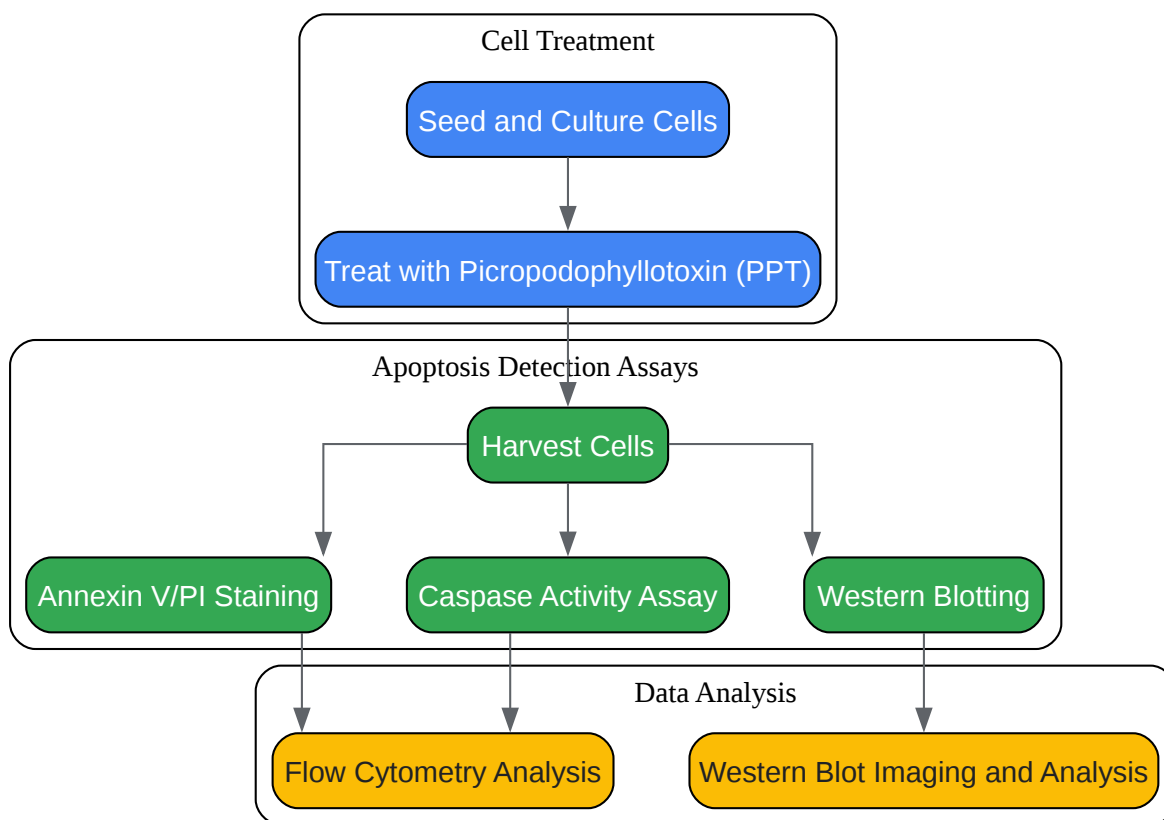 Cell Treatment
Seed and Culture Cells
Treat with Picropodophyllotoxin (PPT)
Apoptosis Detection Assays
Harvest Cells
Annexin V/PI Staining
Caspase Activity Assay
Western Blotting
Data Analysis
Flow Cytometry Analysis
Western Blot Imaging and Analysis